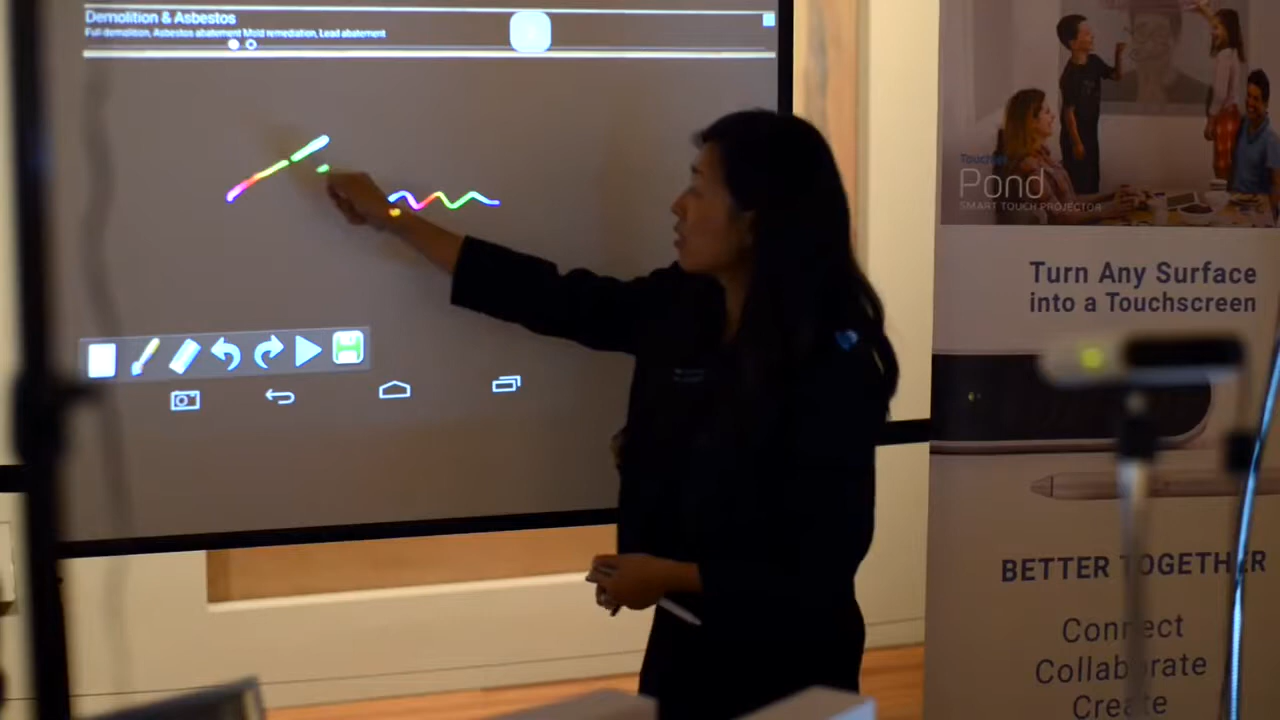 Demolition & Asbestos
Full demolition, Asbestos abatement Mold remediation, Lead abatement
Pond
SMART TOUCH PROJECTOR
Turn Any Surface
into a Touchscreen
BETTER TOGETHER
Connect
Collaborate
Create